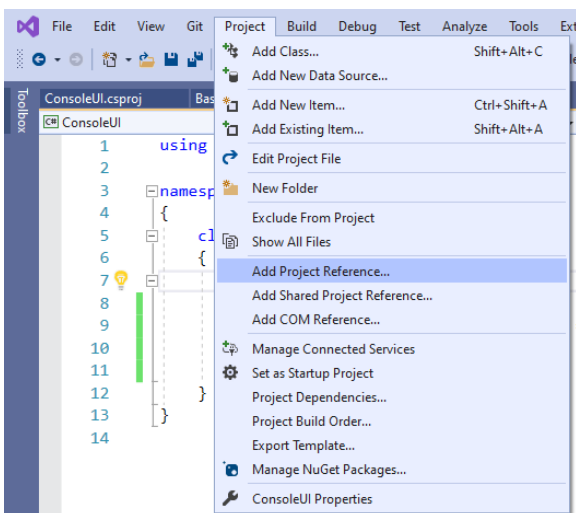 File Edit View Git Project Build Debug Test Analyze Tools Ext
Toolbox
ConsoleUI.csproj Bas
C# ConsoleUI
Add Class... Shift+Alt+C
Add New Data Source...
Add New Item... Ctrl+Shift+A
Add Existing Item... Shift+Alt+A
Edit Project File
New Folder
Exclude From Project
Show All Files
Add Project Reference...
Add Shared Project Reference...
Add COM Reference...
Manage Connected Services
Set as Startup Project
Project Dependencies...
Project Build Order...
Export Template...
Manage NuGet Packages...
ConsoleUI Properties
1 using
2
3 namesp
4 {
5 cl
6 {
7
8
9
10
11
12 }
13 }
14